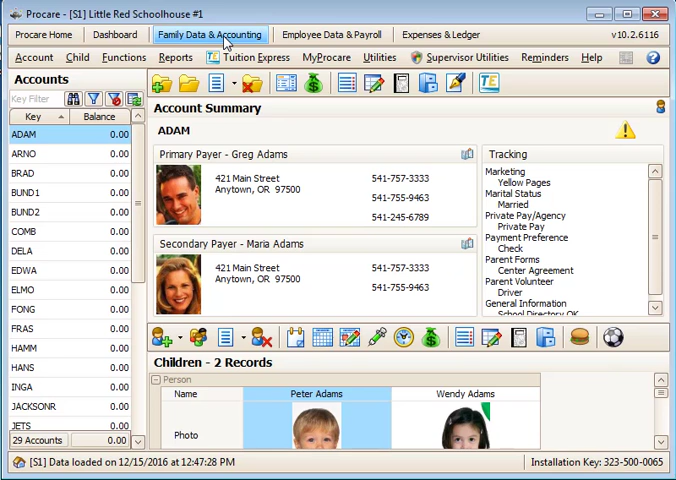 Procare - [S1] Little Red Schoolhouse #1
Procare Home Dashboard Family Data & Accounting Employee Data & Payroll Expenses & Ledger v10.2.6116
Account Child Functions Reports TE Tuition Express MyProcare Utilities Supervisor Utilities Reminders Help
Accounts
Key Filter
Key Balance
ADAM 0.00
ARNO 0.00
BRAD 0.00
BUND1 0.00
BUND2 0.00
COMB 0.00
DELA 0.00
EDWA 0.00
ELMO 0.00
FONG 0.00
FRAS 0.00
HAMM 0.00
HANS 0.00
INGA 0.00
JACKSONR 0.00
JETS 0.00
29 Accounts 0.00
TE
Account Summary
ADAM
Primary Payer - Greg Adams
421 Main Street 541-757-3333
Anytown, OR 97500
541-755-9463
541-245-6789
Secondary Payer - Maria Adams
421 Main Street 541-757-3333
Anytown, OR 97500
541-755-9463
Tracking
Marketing
Yellow Pages
Marital Status
Married
Private Pay/Agency
Private Pay
Payment Preference
Check
Parent Forms
Center Agreement
Parent Volunteer
Driver
General Information
School Directory OK
Children - 2 Records
Person
Name Peter Adams Wendy Adams
Photo
[S1] Data loaded on 12/15/2016 at 12:47:28 PM
Installation Key: 323-500-0065